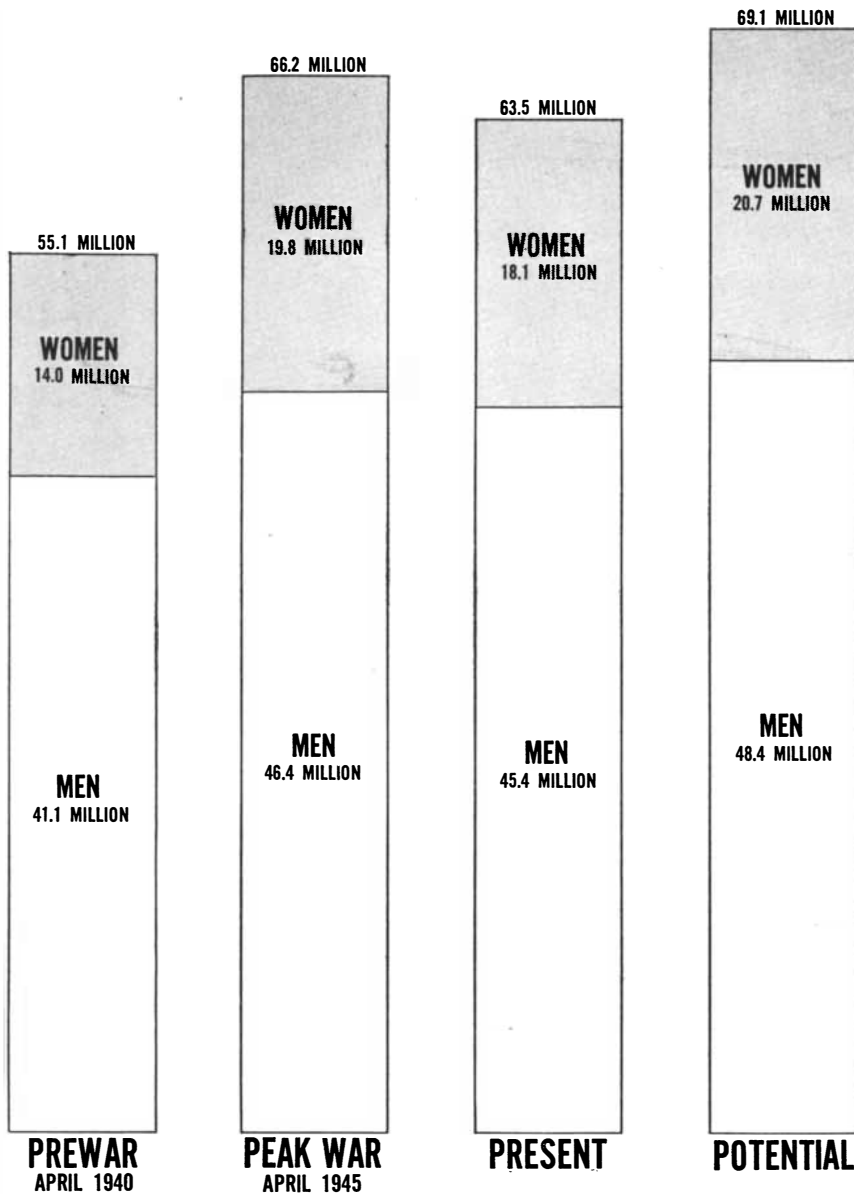 55.1 MILLION
WOMEN
14.0 MILLION
MEN
41.1 MILLION
PREWAR
APRIL 1940
66.2 MILLION
WOMEN
19.8 MILLION
MEN
46.4 MILLION
PEAK WAR
APRIL 1945
63.5 MILLION
WOMEN
18.1 MILLION
MEN
45.4 MILLION
PRESENT
69.1 MILLION
WOMEN
20.7 MILLION
MEN
48.4 MILLION
POTENTIAL